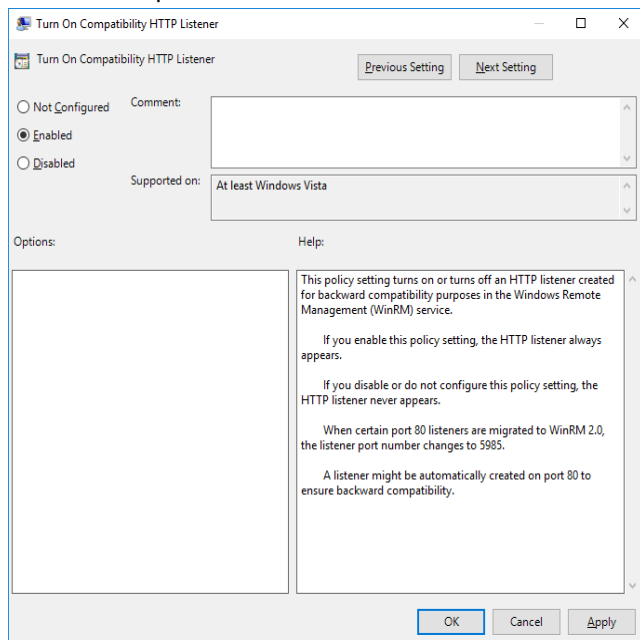 Turn On Compatibility HTTP Listener
Turn On Compatibility HTTP Listener
Previous Setting
Next Setting
Not Configured
Comment:
Enabled
Disabled
Supported on:
At least Windows Vista
Options:
Help:
This policy setting turns on or turns off an HTTP listener created
for backward compatibility purposes in the Windows Remote
Management (WinRM) service.
If you enable this policy setting, the HTTP listener always
appears.
If you disable or do not configure this policy setting, the
HTTP listener never appears.
When certain port 80 listeners are migrated to WinRM 2.0,
the listener port number changes to 5985.
A listener might be automatically created on port 80 to
ensure backward compatibility.
OK
Cancel
Apply